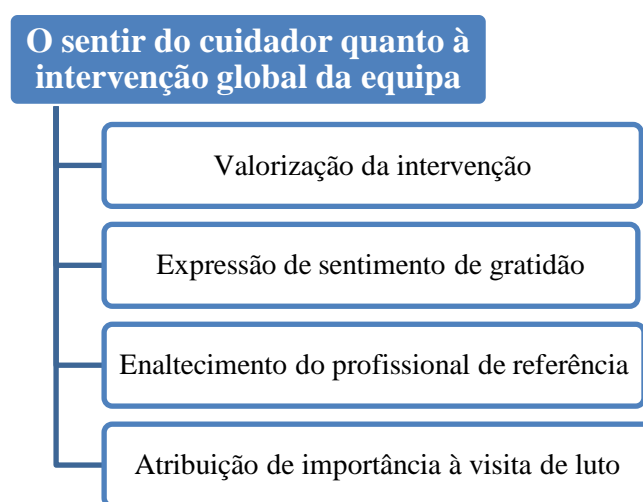 O sentir do cuidador quanto à
intervenção global da equipa
Valorização da intervenção
Expressão de sentimento de gratidão
Enaltecimento do profissional de referência
Atribuição de importância à visita de luto